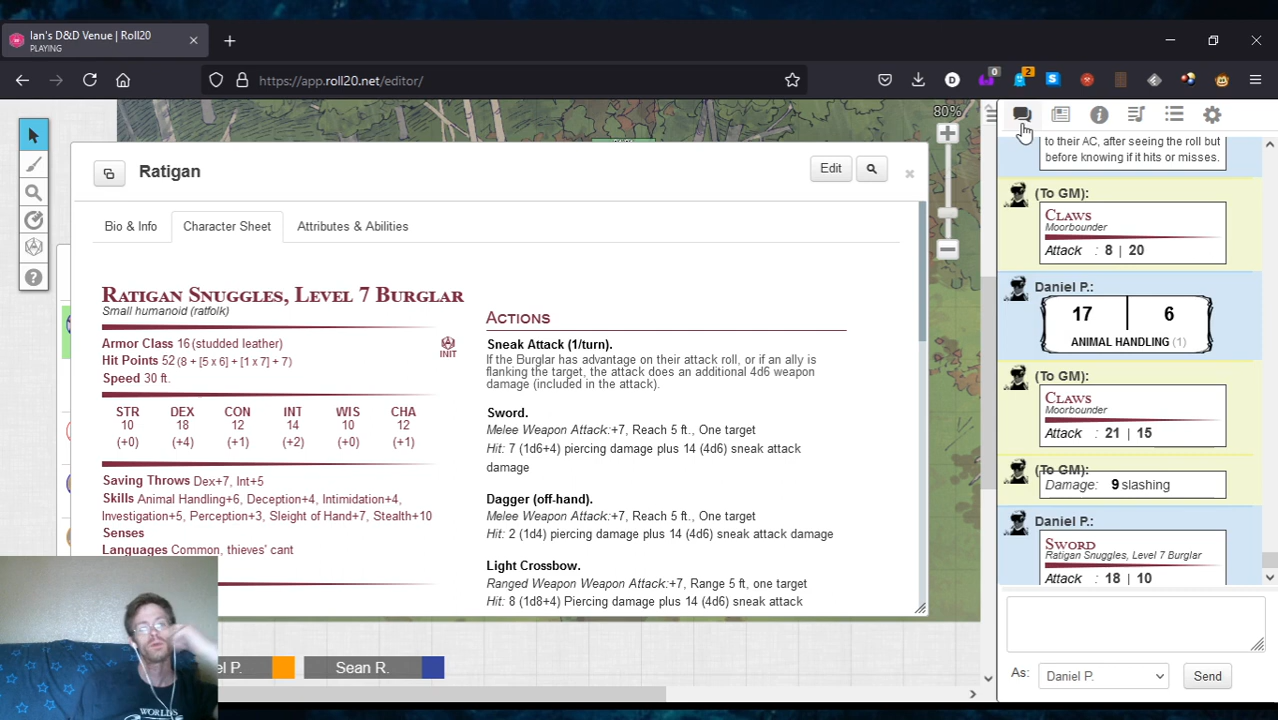 Ian's D&D Venue | Roll20
PLAYING
https://app.roll20.net/editor/
0
2
80%
Ratigan
Edit
Bio & Info
Character Sheet
Attributes & Abilities
Ratigan Snuggles, Level 7 Burglar
Small humanoid (ratfolk)
Armor Class 16 (studded leather)
Hit Points 52 (8 + [5 x 6] + [1 x 7] + 7)
Speed 30 ft.
INIT
STR DEX CON INT WIS CHA
10 18 12 14 10 12
(+0) (+4) (+1) (+2) (+0) (+1)
Saving Throws Dex+7, Int+5
Skills Animal Handling+6, Deception+4, Intimidation+4,
Investigation+5, Perception+3, Sleight of Hand+7, Stealth+10
Senses
Languages Common, thieves' cant
Actions
Sneak Attack (1/turn).
If the Burglar has advantage on their attack roll, or if an ally is
flanking the target, the attack does an additional 4d6 weapon
damage (included in the attack).
Sword.
Melee Weapon Attack:+7, Reach 5 ft., One target
Hit: 7 (1d6+4) piercing damage plus 14 (4d6) sneak attack
damage
Dagger (off-hand).
Melee Weapon Attack:+7, Reach 5 ft., One target
Hit: 2 (1d4) piercing damage plus 14 (4d6) sneak attack damage
Light Crossbow.
Ranged Weapon Weapon Attack:+7, Range 5 ft, one target
Hit: 8 (1d8+4) Piercing damage plus 14 (4d6) sneak attack
el P.
Sean R.
WORLD'S
to their AC, after seeing the roll but
before knowing if it hits or misses.
(To GM):
Claws
Moorbounder
Attack : 8 | 20
Daniel P.:
17 6
ANIMAL HANDLING (1)
(To GM):
Claws
Moorbounder
Attack : 21 | 15
(To GM):
Damage: 9 slashing
Daniel P.:
Sword
Ratigan Snuggles, Level 7 Burglar
Attack : 18 | 10
As:
Daniel P.
Send